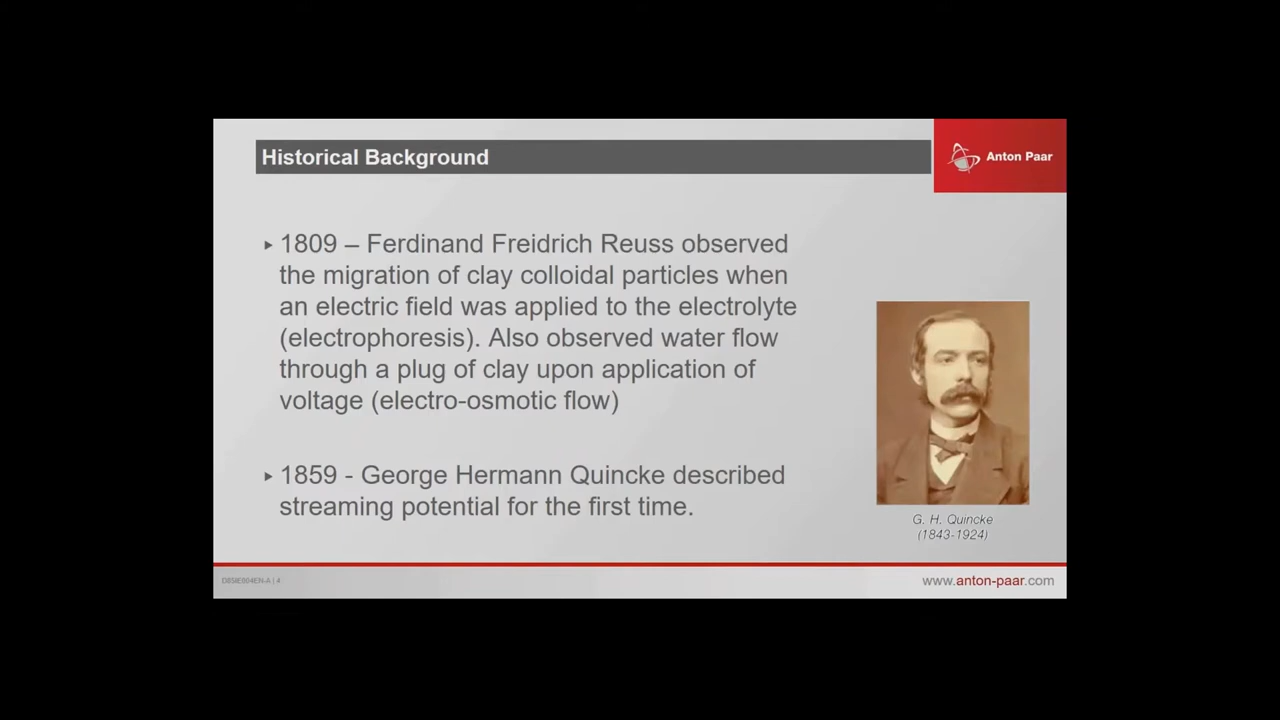 Historical Background
Anton Paar
1809 – Ferdinand Freidrich Reuss observed
the migration of clay colloidal particles when
an electric field was applied to the electrolyte
(electrophoresis). Also observed water flow
through a plug of clay upon application of
voltage (electro-osmotic flow)
1859 - George Hermann Quincke described
streaming potential for the first time.
G. H. Quincke
(1843-1924)
www.anton-paar.com